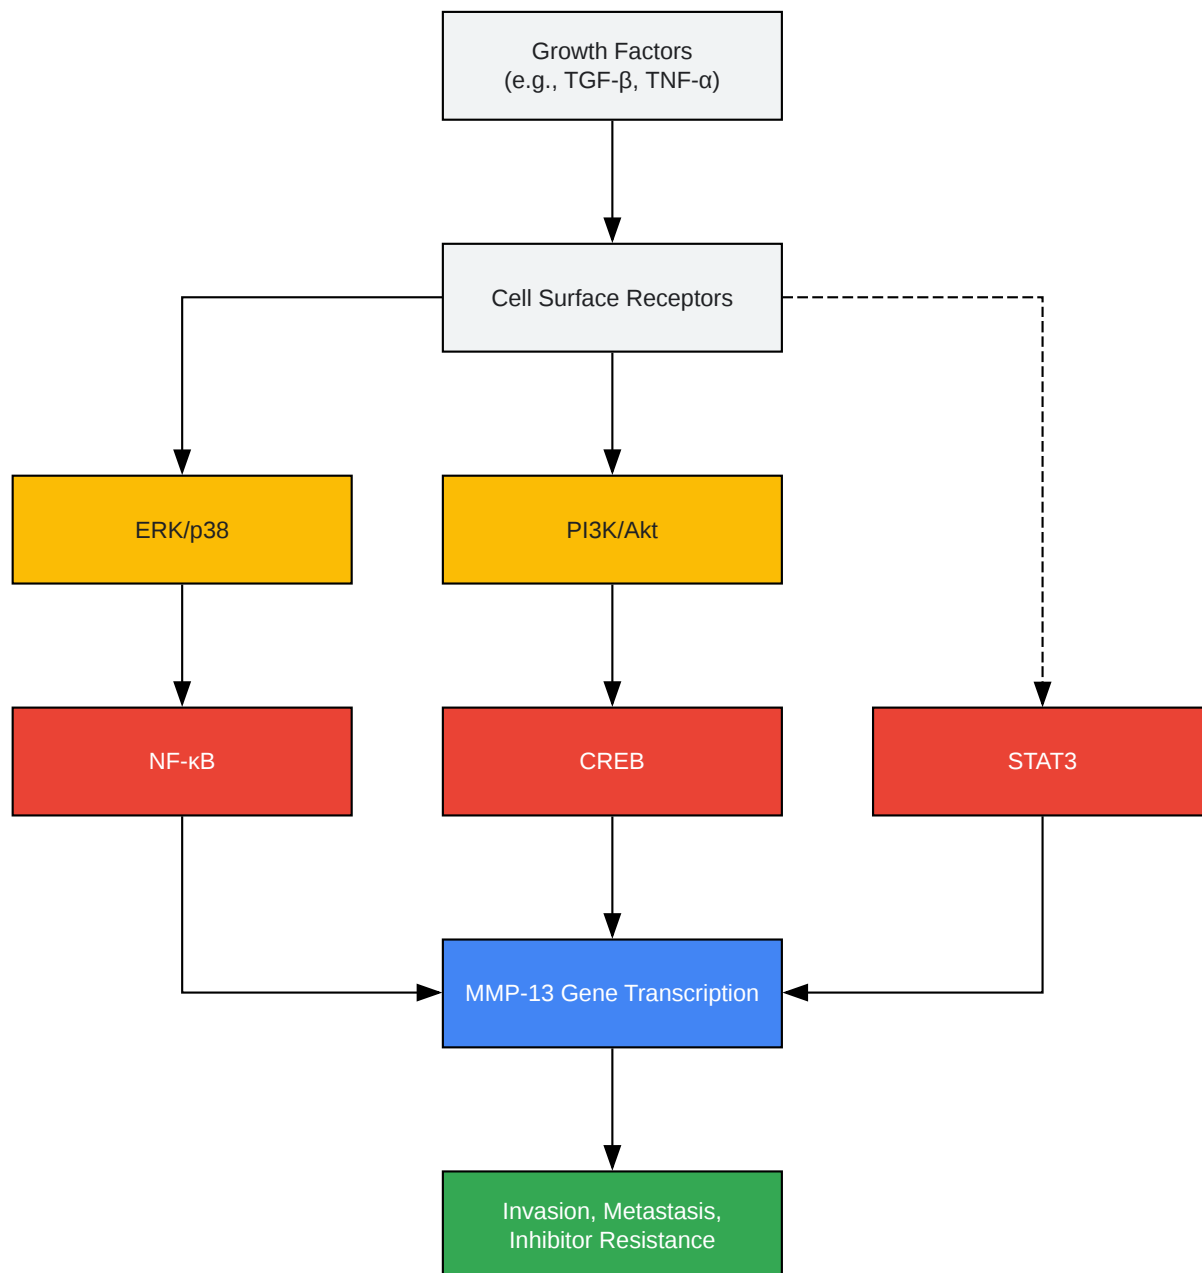 Growth Factors
(e.g., TGF-β, TNF-α)
Cell Surface Receptors
ERK/p38
PI3K/Akt
NF-κB
CREB
STAT3
MMP-13 Gene Transcription
Invasion, Metastasis,
Inhibitor Resistance